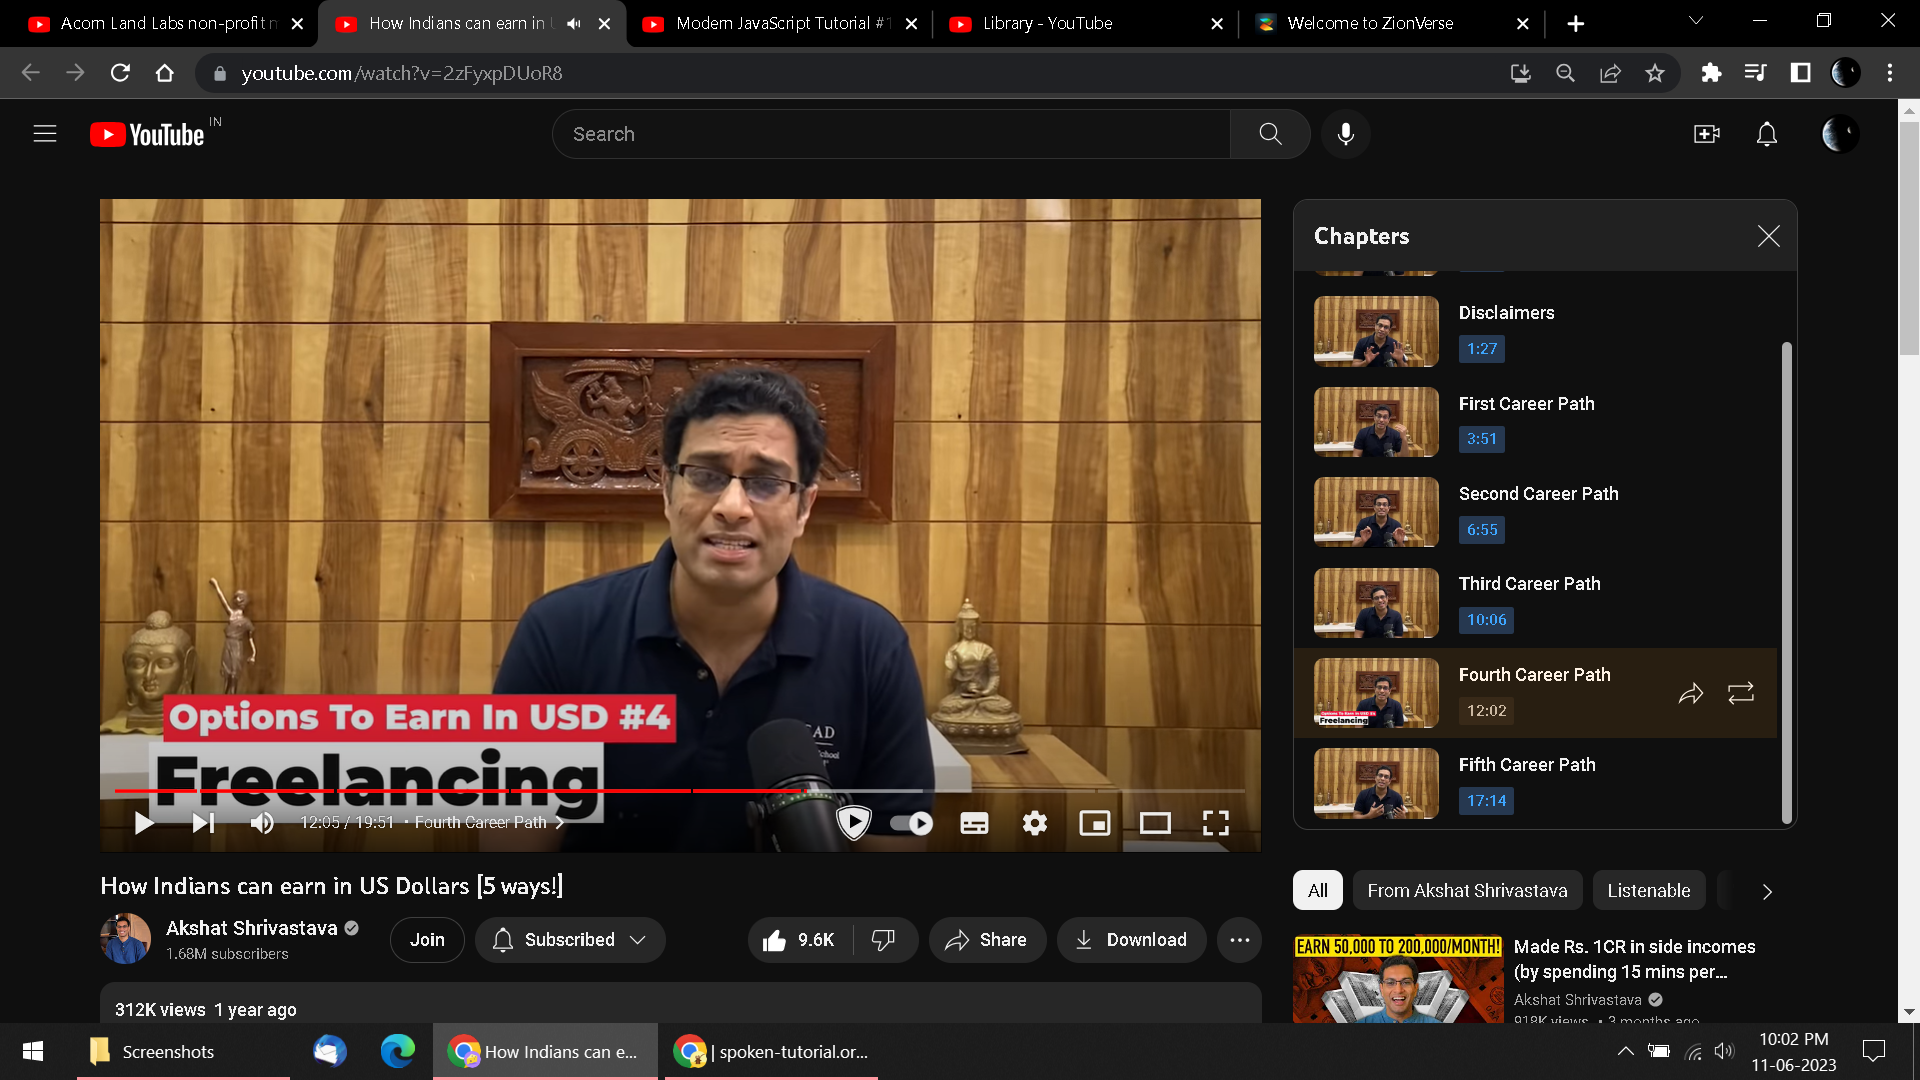 Acorn Land Labs non-profit
How Indians can earn in
Modern JavaScript Tutorial #1
Library - YouTube
Welcome to ZionVerse
youtube.com/watch?v=2zFyxpDUoR8
YouTube IN
Search
Chapters
Disclaimers
1:27
First Career Path
3:51
Second Career Path
6:55
Third Career Path
10:06
Fourth Career Path
12:02
Fifth Career Path
17:14
Options To Earn In USD #4
Freelancing
12:05 / 19:51 • Fourth Career Path
How Indians can earn in US Dollars [5 ways!]
Akshat Shrivastava
1.68M subscribers
Join
Subscribed
9.6K
Share
Download
312K views 1 year ago
All
From Akshat Shrivastava
Listenable
EARN 50,000 TO 200,000/MONTH!
Made Rs. 1CR in side incomes
(by spending 15 mins per...
Akshat Shrivastava
918K views • 3 months ago
Screenshots
How Indians can e...
| spoken-tutorial.or...
10:02 PM
11-06-2023